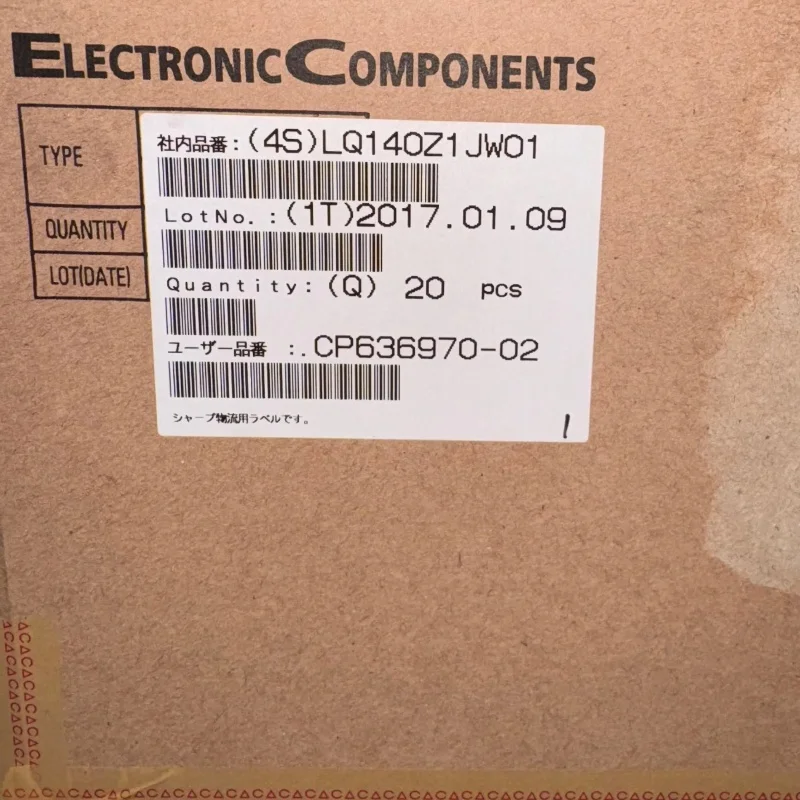 ELECTRONIC COMPONENTS
TYPE
社内品番:(4S)LQ140Z1JW01
QUANTITY
LotNo.:(1T)2017.01.09
LOT(DATE)
Quantity:(Q) 20 pcs
ユーザー品番 :.CP636970-02
シャープ物流用ラベルです。
1